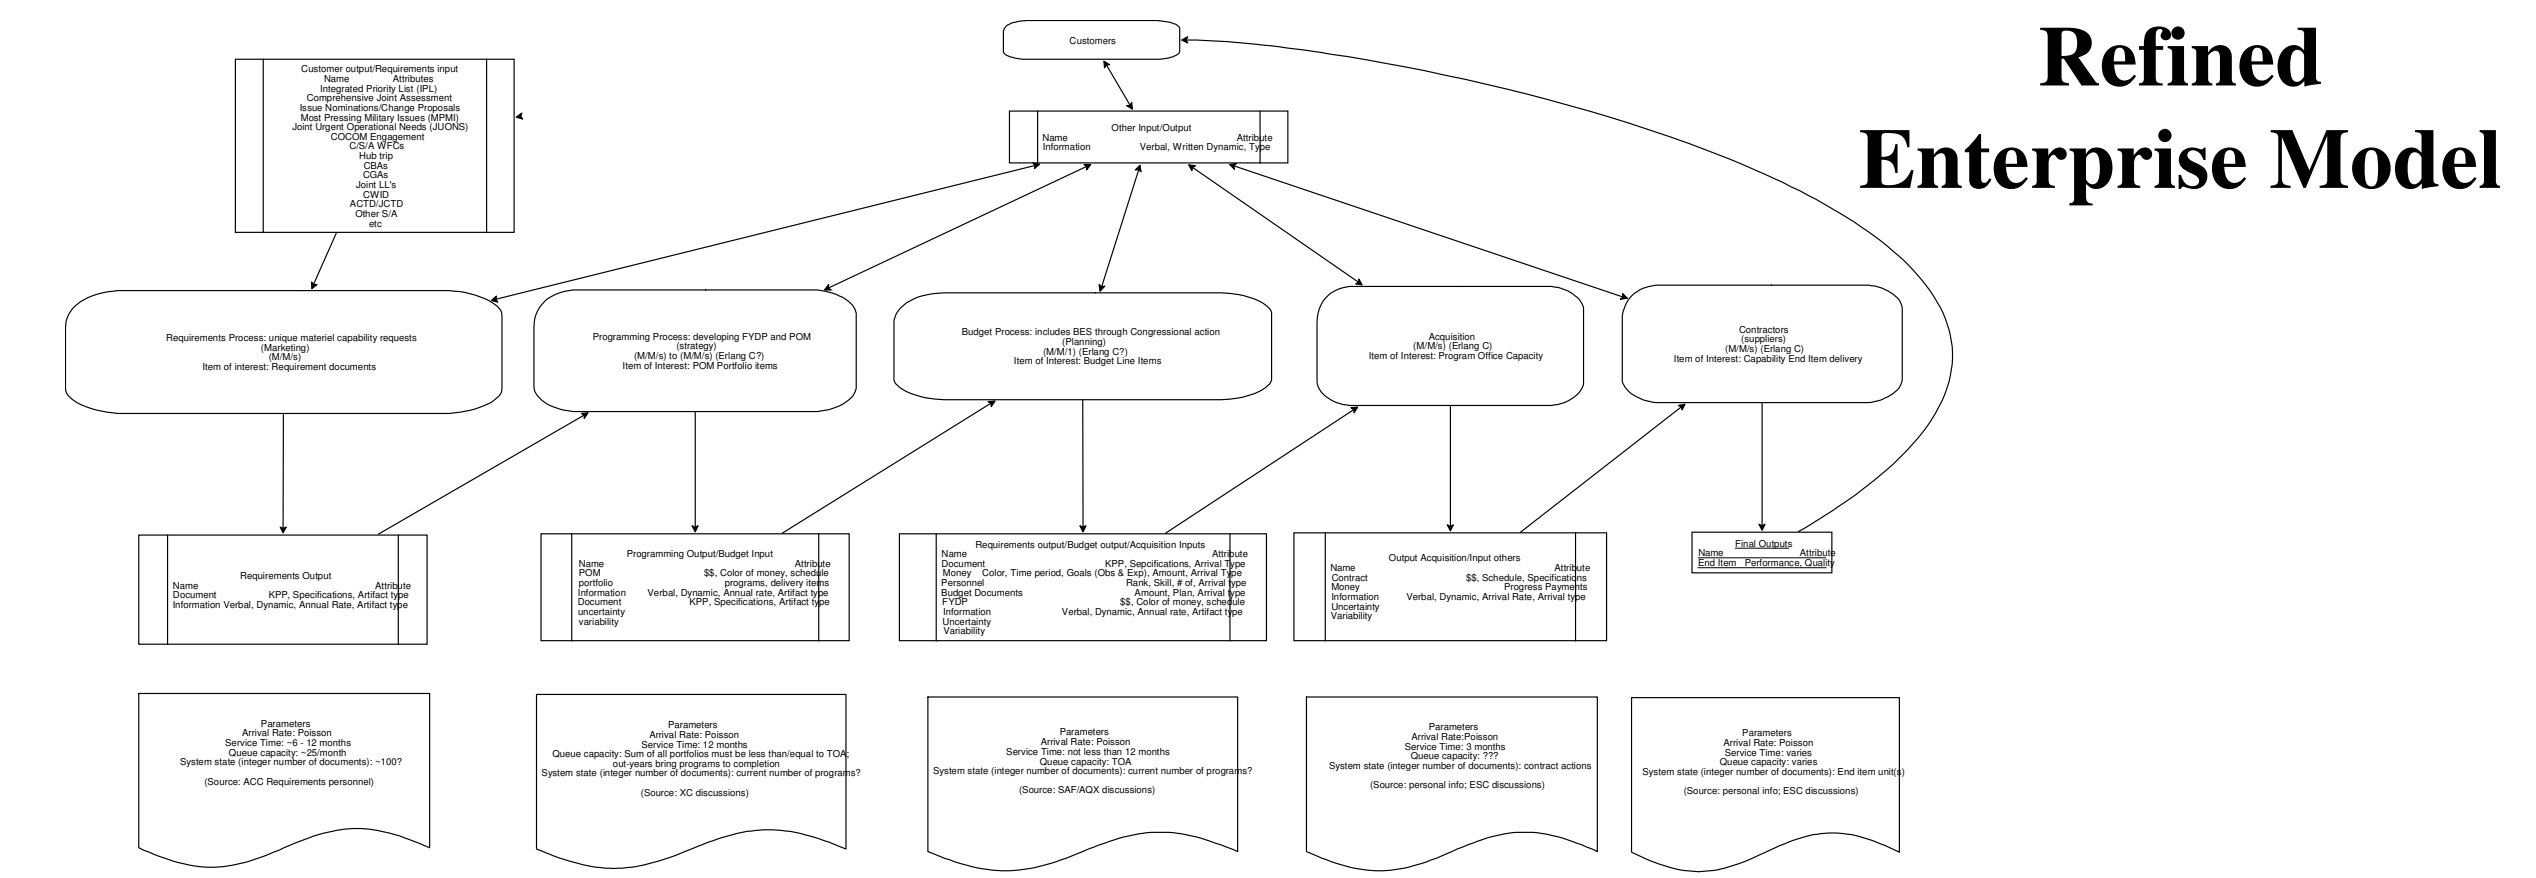 Refined
Enterprise Model
Customers
Customer output/Requirements input
Name Attributes
Integrated Priority List (IPL)
Comprehensive Joint Assessment
Issue Nominations/Change Proposals
Most Pressing Military Issues (MPMI)
Joint Urgent Operational Needs (JUONS)
COCOM Engagement
C/S/A WFCs
Hub trip
CBAs
CGAs
Joint LL's
CWID
ACTD/JCTD
Other S/A
etc
Other Input/Output
Name Attribute
Information Verbal, Written Dynamic, Type
Requirements Process: unique materiel capability requests
(Marketing)
(M/M/s)
Item of interest: Requirement documents
Programming Process: developing FYDP and POM
(strategy)
(M/M/s) to (M/M/s) (Erlang C?)
Item of Interest: POM Portfolio items
Budget Process: includes BES through Congressional action
(Planning)
(M/M/1) (Erlang C?)
Item of Interest: Budget Line Items
Acquisition
(M/M/s) (Erlang C)
Item of Interest: Program Office Capacity
Contractors
(suppliers)
(M/M/s) (Erlang C)
Item of Interest: Capability End Item delivery
Requirements Output
Name Attribute
Document KPP, Specifications, Artifact type
Information Verbal, Dynamic, Annual Rate, Artifact type
Programming Output/Budget Input
Name Attribute
POM $$, Color of money, schedule
portfolio programs, delivery items
Information Verbal, Dynamic, Annual rate, Artifact type
Document KPP, Specifications, Artifact type
uncertainty
variability
Requirements output/Budget output/Acquisition Inputs
Name Attribute
Document KPP, Sepcifications, Arrival Type
Money Color, Time period, Goals (Obs & Exp), Amount, Arrival Type
Personnel Rank, Skill, # of, Arrival type
Budget Documents Amount, Plan, Arrival type
FYDP $$, Color of money, schedule
Information Verbal, Dynamic, Annual rate, Artifact type
Uncertainty
Variability
Output Acquisition/Input others
Name Attribute
Contract $$, Schedule, Specifications
Money Progress Payments
Information Verbal, Dynamic, Arrival Rate, Arrival type
Uncertainty
Variability
Final Outputs
Name Attribute
End Item Performance, Quality
Parameters
Arrival Rate: Poisson
Service Time: ~6 - 12 months
Queue capacity: ~25/month
System state (integer number of documents): ~100?
(Source: ACC Requirements personnel)
Parameters
Arrival Rate: Poisson
Service Time: 12 months
Queue capacity: Sum of all portfolios must be less than/equal to TOA;
out-years bring programs to completion
System state (integer number of documents): current number of programs?
(Source: XC discussions)
Parameters
Arrival Rate: Poisson
Service Time: not less than 12 months
Queue capacity: TOA
System state (integer number of documents): current number of programs?
(Source: SAF/AQX discussions)
Parameters
Arrival Rate:Poisson
Service Time: 3 months
Queue capacity: ???
System state (integer number of documents): contract actions
(Source: personal info; ESC discussions)
Parameters
Arrival Rate: Poisson
Service Time: varies
Queue capacity: varies
System state (integer number of documents): End item unit(s)
(Source: personal info; ESC discussions)